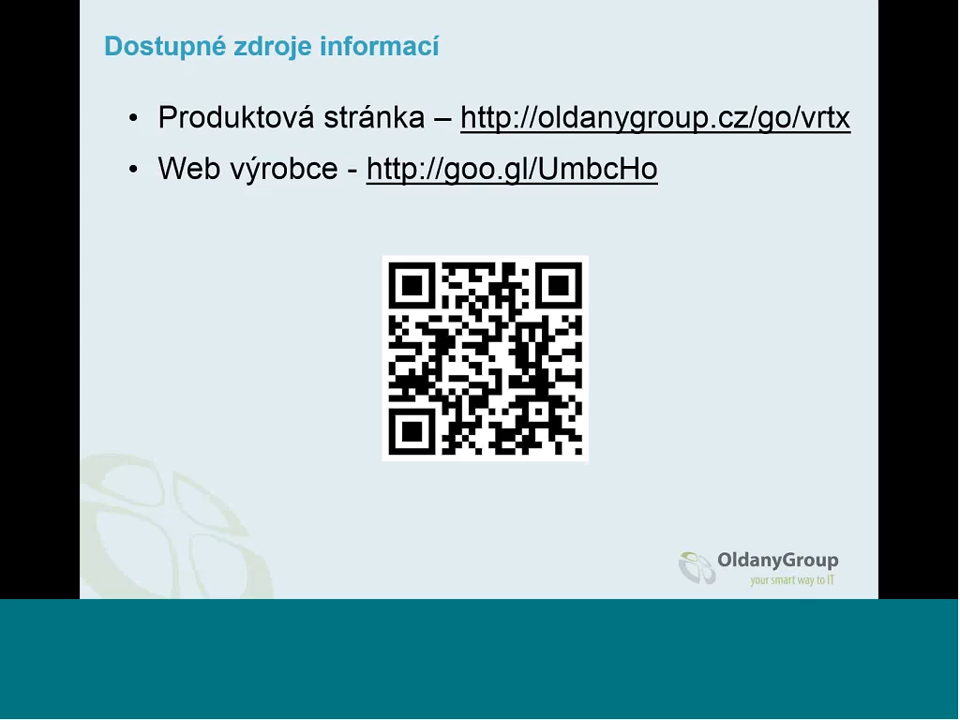 Dostupné zdroje informací
• Produktová stránka – http://oldanygroup.cz/go/vrtx
• Web výrobce - http://goo.gl/UmbcHo
OldanyGroup
your smart way to IT